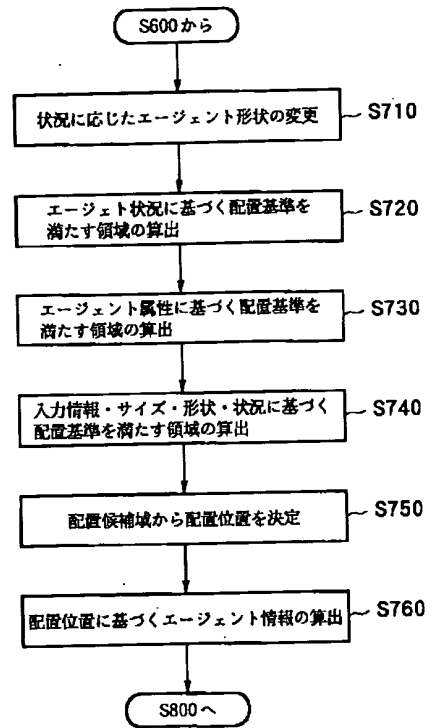 S600から
状況に応じたエージェント形状の変更
S710
エージェト状況に基づく配置基準を
満たす領域の算出
S720
エージェント属性に基づく配置基準を
満たす領域の算出
S730
入力情報・サイズ・形状・状況に基づく
配置基準を満たす領域の算出
S740
配置候補域から配置位置を決定
S750
配置位置に基づくエージェント情報の算出
S760
S800へ